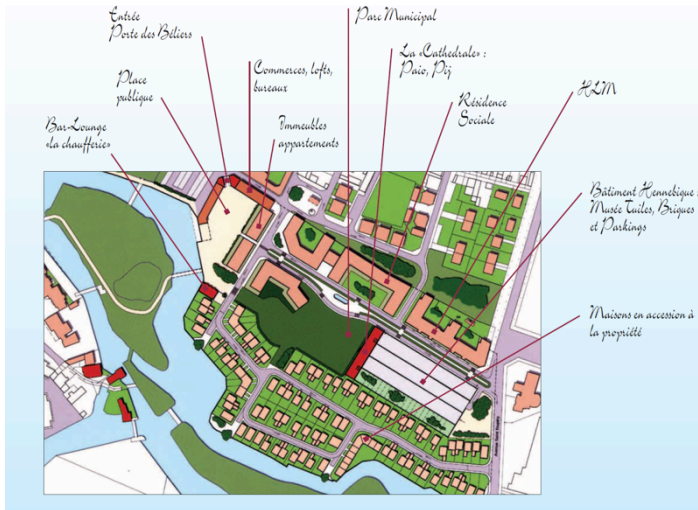 Entrée
Porte des Béliers
Parc Municipal
La «Cathedrale» :
Paio, Pij
Place
publique
Commerces, lofts,
bureaux
HLM
Résidence
Sociale
Bar-Lounge
«la chaufferie»
Immeubles
appartements
Bâtiment Hennebique :
Musée Tuiles, Briques
et Parkings
Maisons en accession à
la propriété